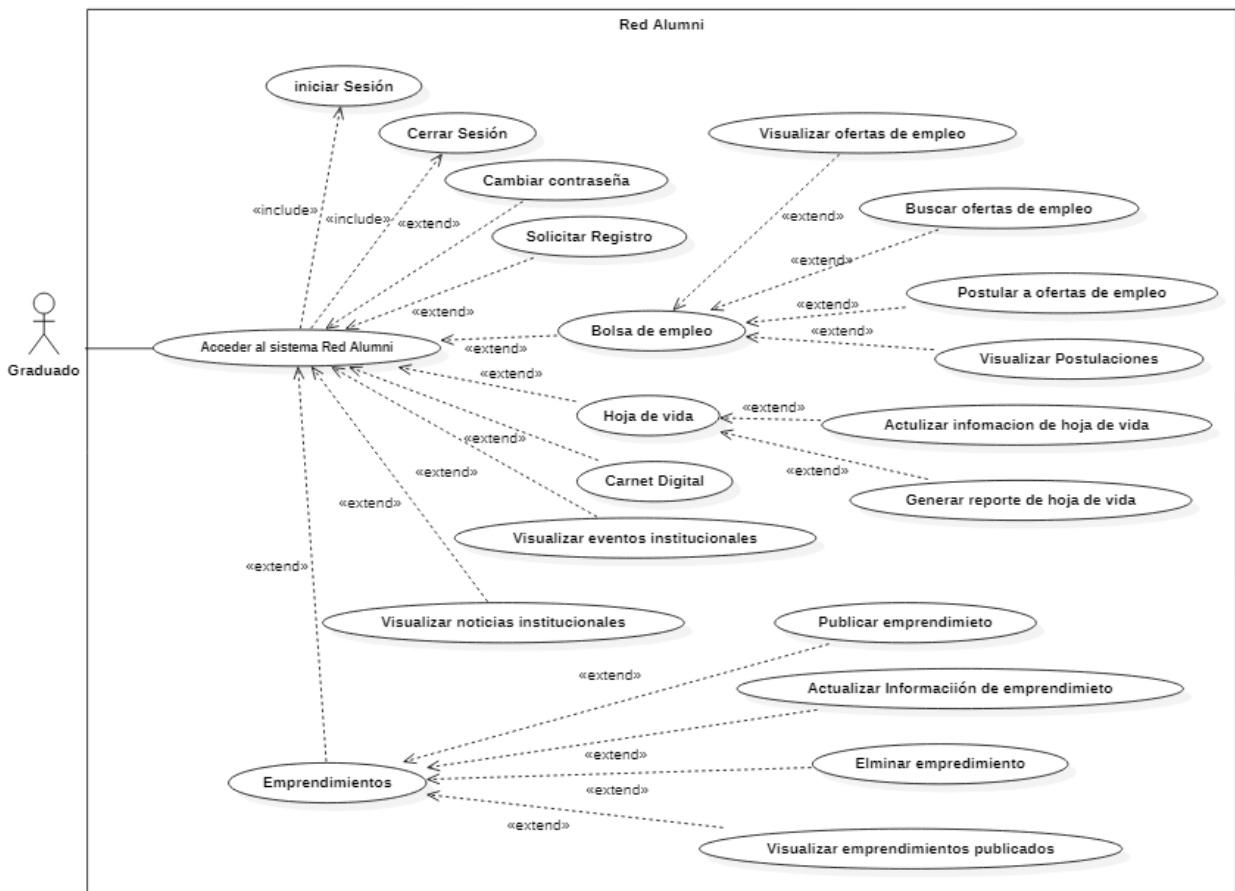 Red Alumni
iniciar Sesión
Cerrar Sesión
Visualizar ofertas de empleo
Cambiar contraseña
«include»
«include»
«extend»
«extend»
Buscar ofertas de empleo
Solicitar Registro
«extend»
Postular a ofertas de empleo
«extend»
«extend»
Bolsa de empleo
«extend»
Acceder al sistema Red Alumni
«extend»
Visualizar Postulaciones
Graduado
«extend»
Hoja de vida
«extend»
Actulizar infomacion de hoja de vida
«extend»
«extend»
«extend»
Carnet Digital
Generar reporte de hoja de vida
«extend»
Visualizar eventos institucionales
«extend»
Visualizar noticias institucionales
Publicar emprendimieto
«extend»
Actualizar Informaciión de emprendimieto
«extend»
Elminar empredimiento
Emprendimientos
«extend»
«extend»
Visualizar emprendimientos publicados